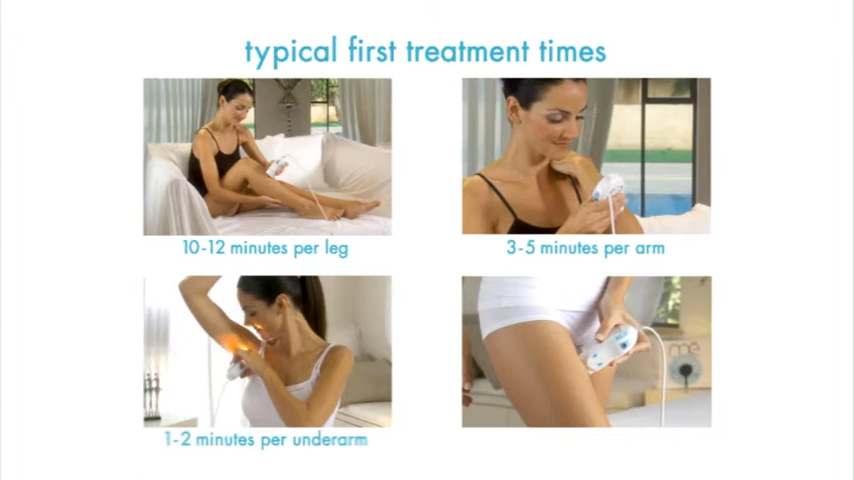 typical first treatment times
10-12 minutes per leg
3-5 minutes per arm
1-2 minutes per underarm
me